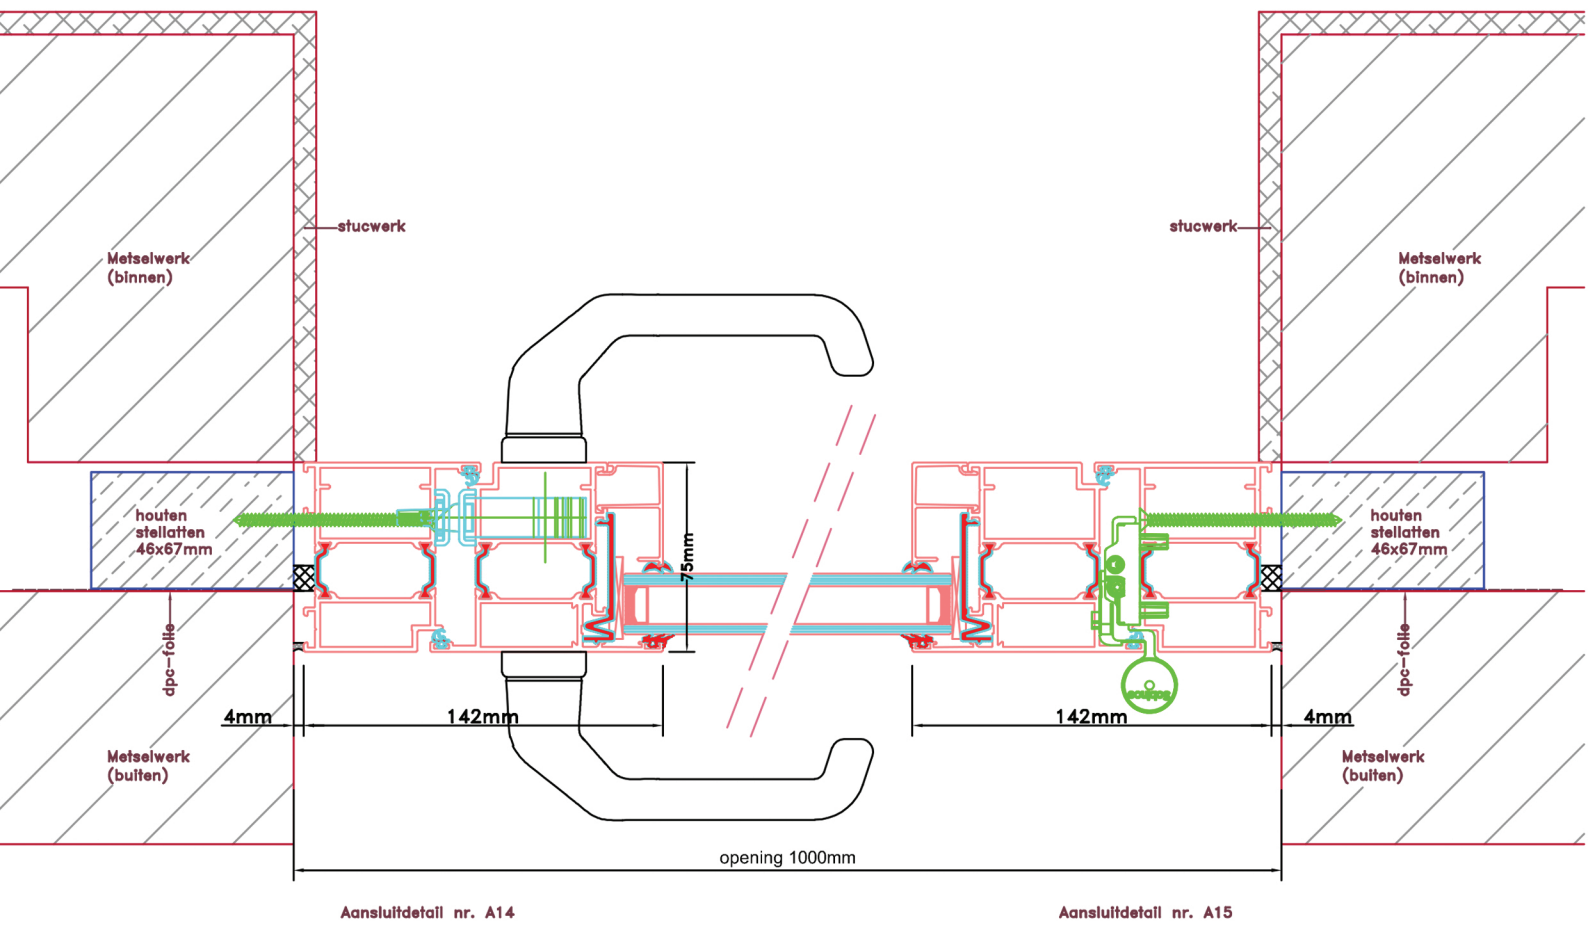 stucwerk
stucwerk
Metselwerk
(binnen)
Metselwerk
(binnen)
houten
stellatten
46x67mm
houten
stellatten
46x67mm
75mm
dpc-folie
dpc-folie
4mm
142mm
142mm
4mm
Metselwerk
(buiten)
Metselwerk
(buiten)
opening 1000mm
Aansluitdetail nr. A14
Aansluitdetail nr. A15